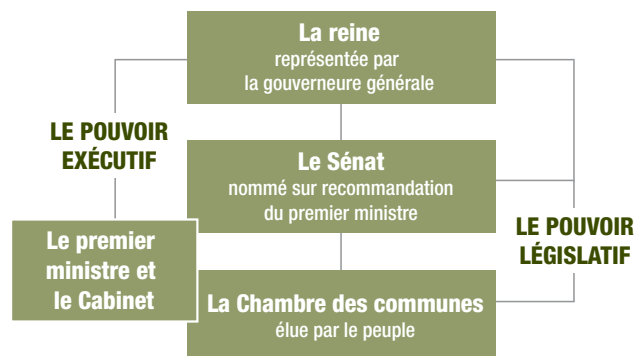 La reine
représentée par
la gouverneure générale
LE POUVOIR
EXÉCUTIF
Le Sénat
nommé sur recommandation
du premier ministre
Le premier
ministre et
le Cabinet
LE POUVOIR
LÉGISLATIF
La Chambre des communes
élue par le peuple